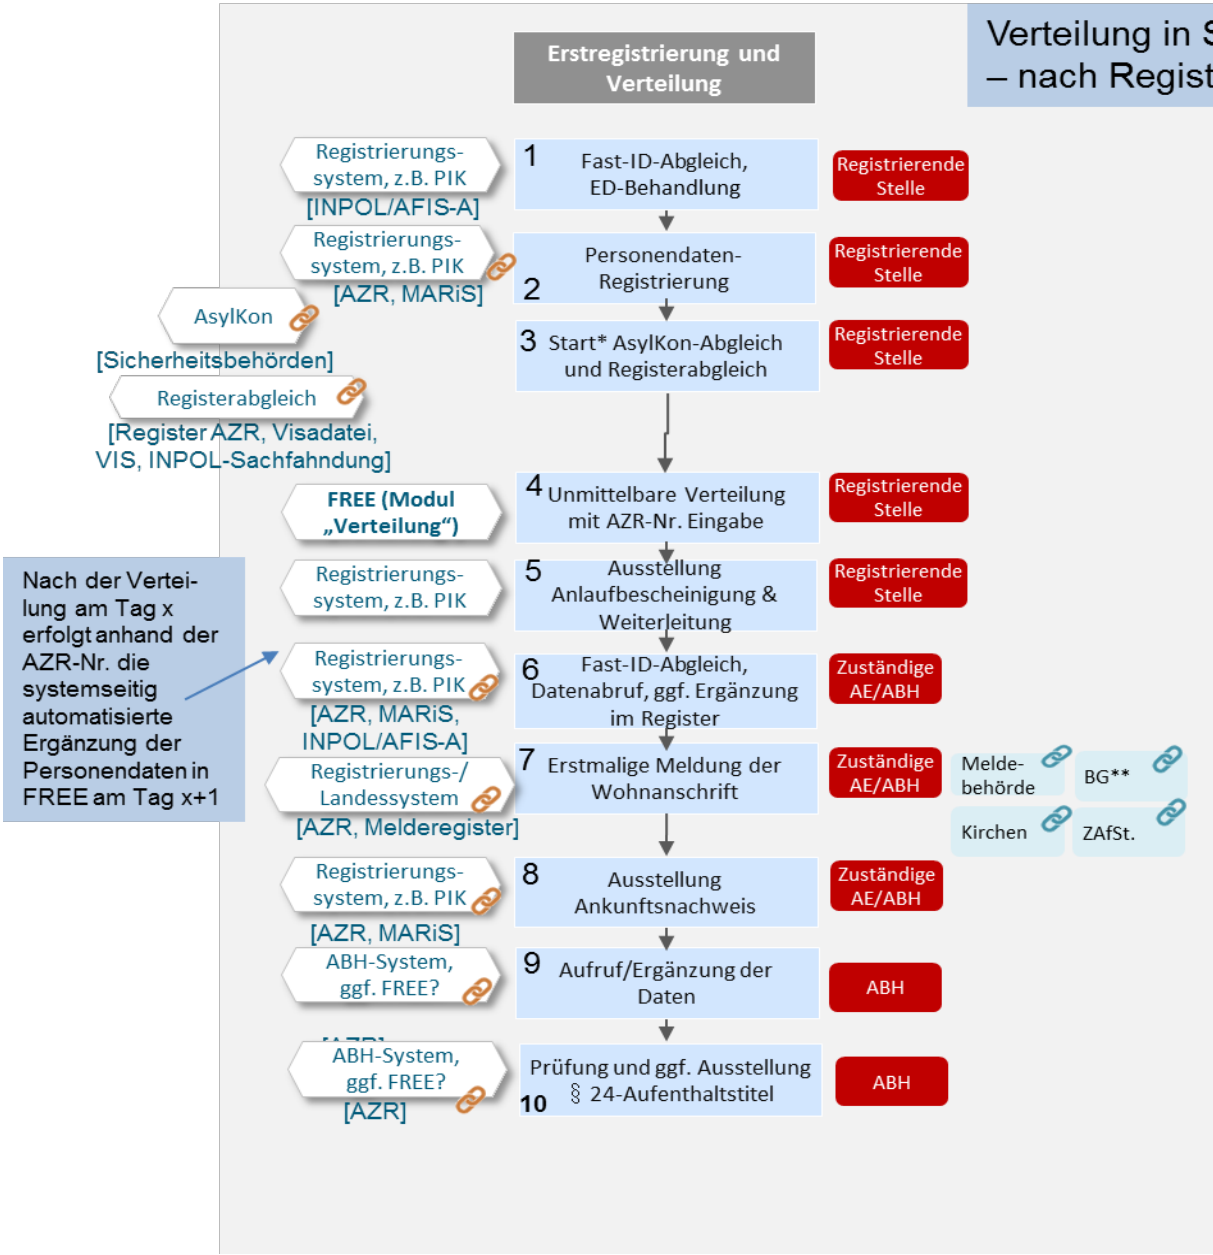 Verteilung in S
– nach Regist
Erstregistrierung und
Verteilung
Registrierungs-
system, z.B. PIK
[INPOL/AFIS-A]
1
Fast-ID-Abgleich,
ED-Behandlung
Registrierende
Stelle
Registrierungs-
system, z.B. PIK
[AZR, MARiS]
2
Personendaten-
Registrierung
Registrierende
Stelle
AsylKon
[Sicherheitsbehörden]
3
Start* AsylKon-Abgleich
und Registerabgleich
Registrierende
Stelle
Registerabgleich
[Register AZR, Visadatei,
VIS, INPOL-Sachfahndung]
FREE (Modul
„Verteilung“)
4
Unmittelbare Verteilung
mit AZR-Nr. Eingabe
Registrierende
Stelle
Registrierungs-
system, z.B. PIK
5
Ausstellung
Anlaufbescheinigung &
Weiterleitung
Registrierende
Stelle
Nach der Vertei-
lung am Tag x
erfolgt anhand der
AZR-Nr. die
systemseitig
automatisierte
Ergänzung der
Personendaten in
FREE am Tag x+1
Registrierungs-
system, z.B. PIK
[AZR, MARiS,
INPOL/AFIS-A]
6
Fast-ID-Abgleich,
Datenabruf, ggf. Ergänzung
im Register
Zuständige
AE/ABH
Registrierungs-/
Landessystem
[AZR, Melderegister]
7
Erstmalige Meldung der
Wohnanschrift
Zuständige
AE/ABH
Melde-
behörde
BG**
Kirchen
ZAfSt.
Registrierungs-
system, z.B. PIK
[AZR, MARiS]
8
Ausstellung
Ankunftsnachweis
Zuständige
AE/ABH
ABH-System,
ggf. FREE?
[AZR]
9
Aufruf/Ergänzung der
Daten
ABH
ABH-System,
ggf. FREE?
[AZR]
10
Prüfung und ggf. Ausstellung
§ 24-Aufenthaltstitel
ABH